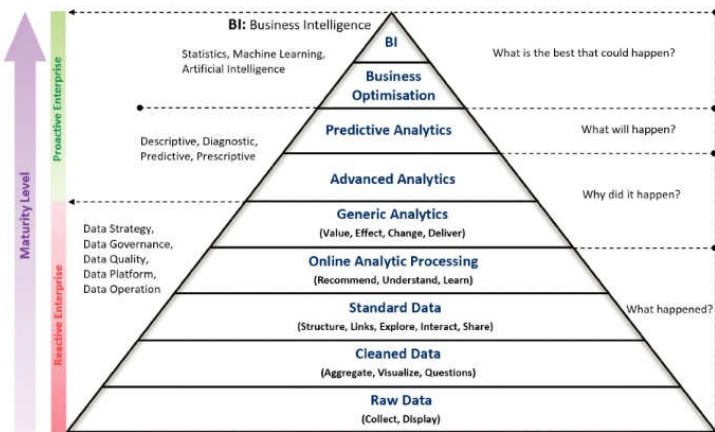 BI: Business Intelligence
BI
Statistics, Machine Learning,
Artificial Intelligence
What is the best that could happen?
Business
Optimisation
Predictive Analytics
What will happen?
Descriptive, Diagnostic,
Predictive, Prescriptive
Advanced Analytics
Why did it happen?
Generic Analytics
(Value, Effect, Change, Deliver)
Data Strategy,
Data Governance,
Data Quality,
Data Platform,
Data Operation
Online Analytic Processing
(Recommend, Understand, Learn)
Standard Data
(Structure, Links, Explore, Interact, Share)
What happened?
Cleaned Data
(Aggregate, Visualize, Questions)
Raw Data
(Collect, Display)
Maturity Level
Proactive Enterprise
Reactive Enterprise